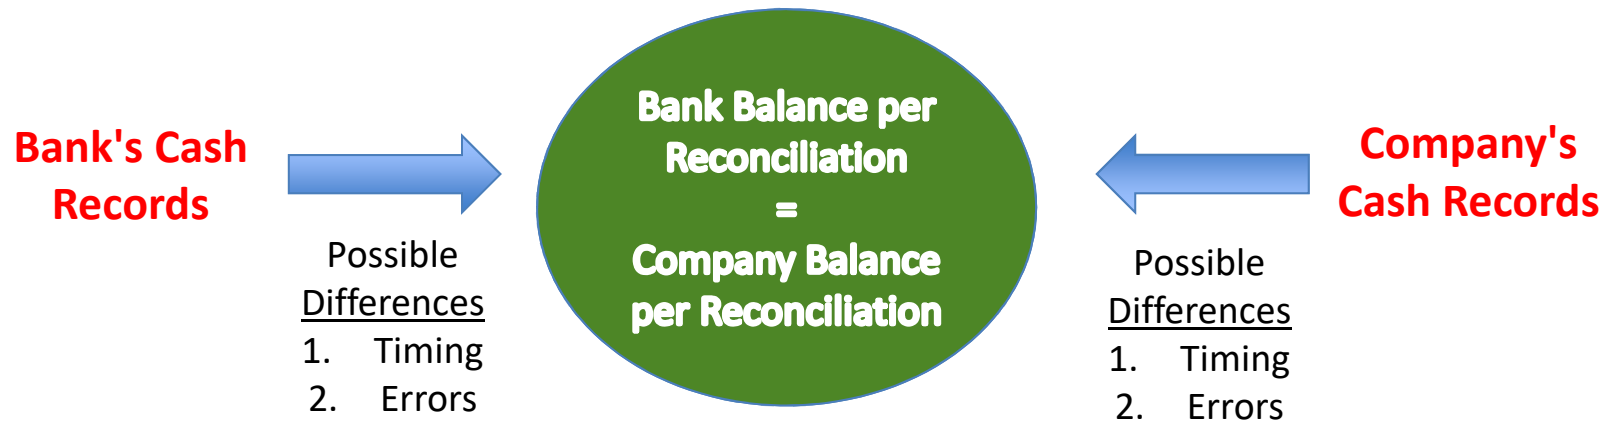 Bank's Cash
Records
Possible
Differences
1. Timing
2. Errors
Bank Balance per
Reconciliation
=
Company Balance
per Reconciliation
Company's
Cash Records
Possible
Differences
1. Timing
2. Errors